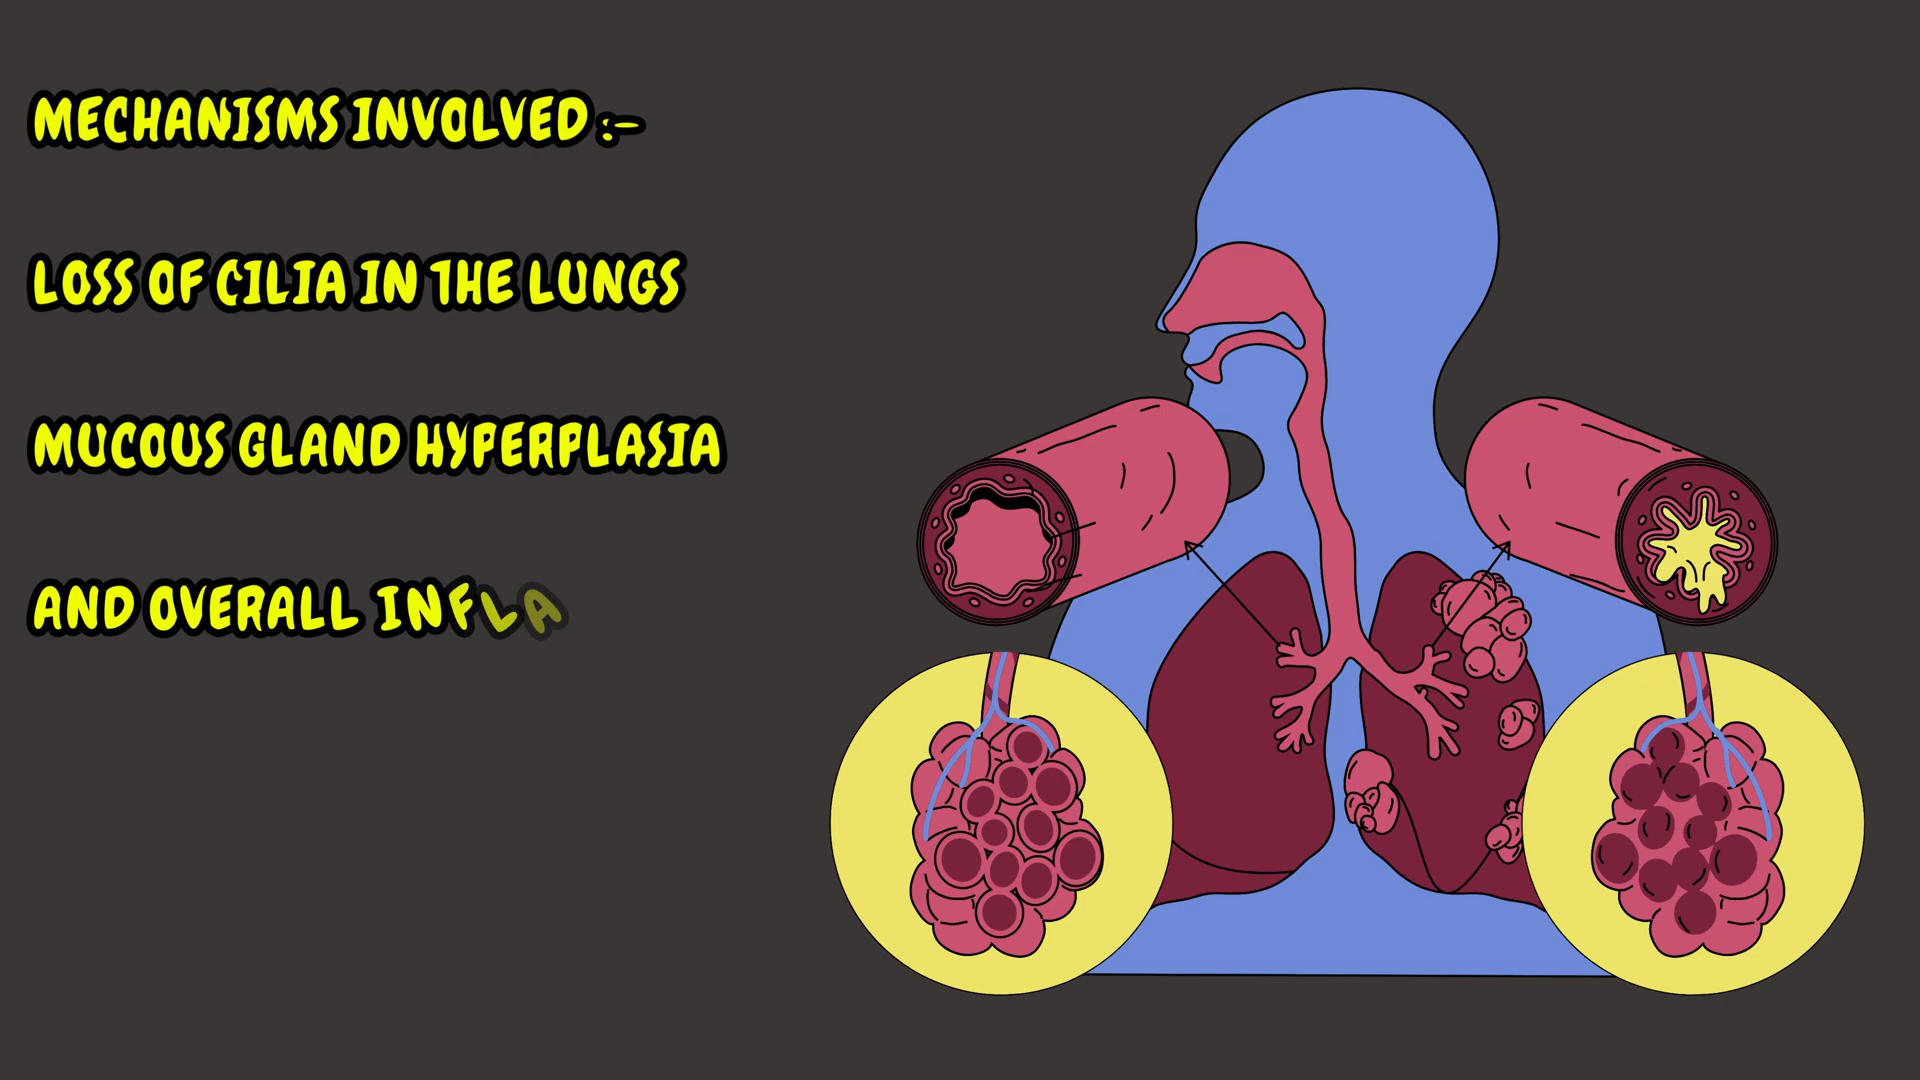 MECHANISMS INVOLVED :-
LOSS OF CILIA IN THE LUNGS
MUCOUS GLAND HYPERPLASIA
AND OVERALL INFLA